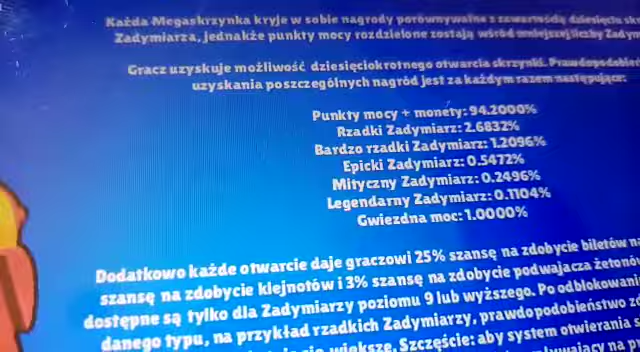 Każda Megaskrzynka kryje w sobie nagrody porównywalne z zawartością dziesięciu
Zadymiarza, jednakże punkty mocy rozdzielone zostają wśród mniejszej liczby
Gracz uzyskuje możliwość dziesięciokrotnego otwarcia skrzynki.
uzyskania poszczególnych nagród jest za każdym razem następujące:
Punkty mocy + monety: 94.2000%
Rzadki Zadymiarz: 2.6832%
Bardzo rzadki Zadymiarz: 1.2096%
Epicki Zadymiarz: 0.5472%
Mityczny Zadymiarz: 0.2496%
Legendarny Zadymiarz: 0.1104%
Gwiezdna moc: 1.0000%
Dodatkowo każde otwarcie daje graczowi 25% szansę na zdobycie biletów
szansę na zdobycie klejnotów i 3% szansę na zdobycie podwajacza żetonów
dostępne są tylko dla Zadymiarzy poziomu 9 lub wyższego. Po odblokowani
danego typu, na przykład rzadkich Zadymiarzy, prawdopodobieństwo
większe. Szczęście: aby system otwierania